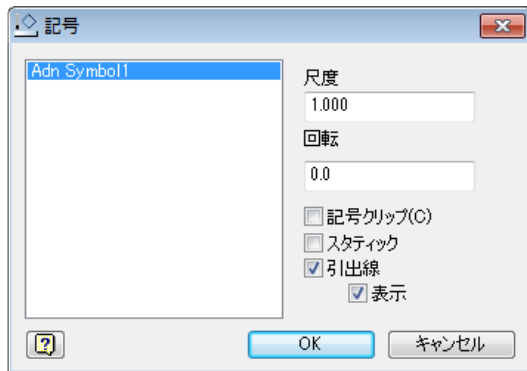 記号
Adn Symbol1
尺度
1.000
回転
0.0
記号クリップ(C)
スタティック
引出線
表示
OK
キャンセル